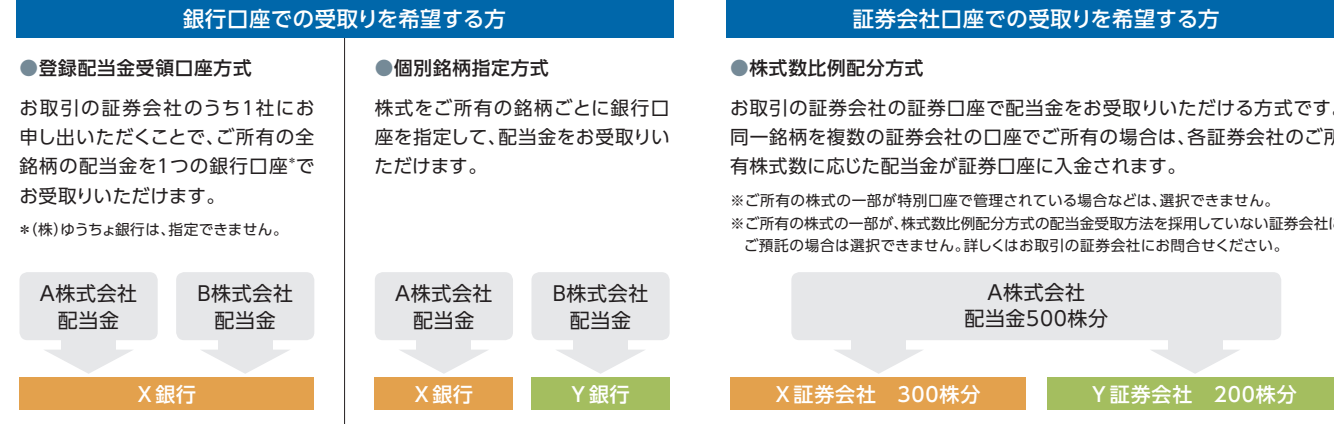 銀行口座での受取りを希望する方
●登録配当金受領口座方式
お取引の証券会社のうち1社にお
申し出いただくことで、ご所有の全
銘柄の配当金を1つの銀行口座*で
お受取りいただけます。
*(株)ゆうちょ銀行は、指定できません。
A株式会社
配当金
B株式会社
配当金
X銀行
●個別銘柄指定方式
株式をご所有の銘柄ごとに銀行口
座を指定して、配当金をお受取りい
ただけます。
A株式会社
配当金
B株式会社
配当金
X銀行
Y銀行
証券会社口座での受取りを希望する方
●株式数比例配分方式
お取引の証券会社の証券口座で配当金をお受取りいただける方式です。
同一銘柄を複数の証券会社の口座でご所有の場合は、各証券会社のご所
有株式数に応じた配当金が証券口座に入金されます。
※ご所有の株式の一部が特別口座で管理されている場合などは、選択できません。
※ご所有の株式の一部が、株式数比例配分方式の配当金受取方法を採用していない証券会社に
ご預託の場合は選択できません。詳しくはお取引の証券会社にお問合せください。
A株式会社
配当金500株分
X証券会社 300株分
Y証券会社 200株分